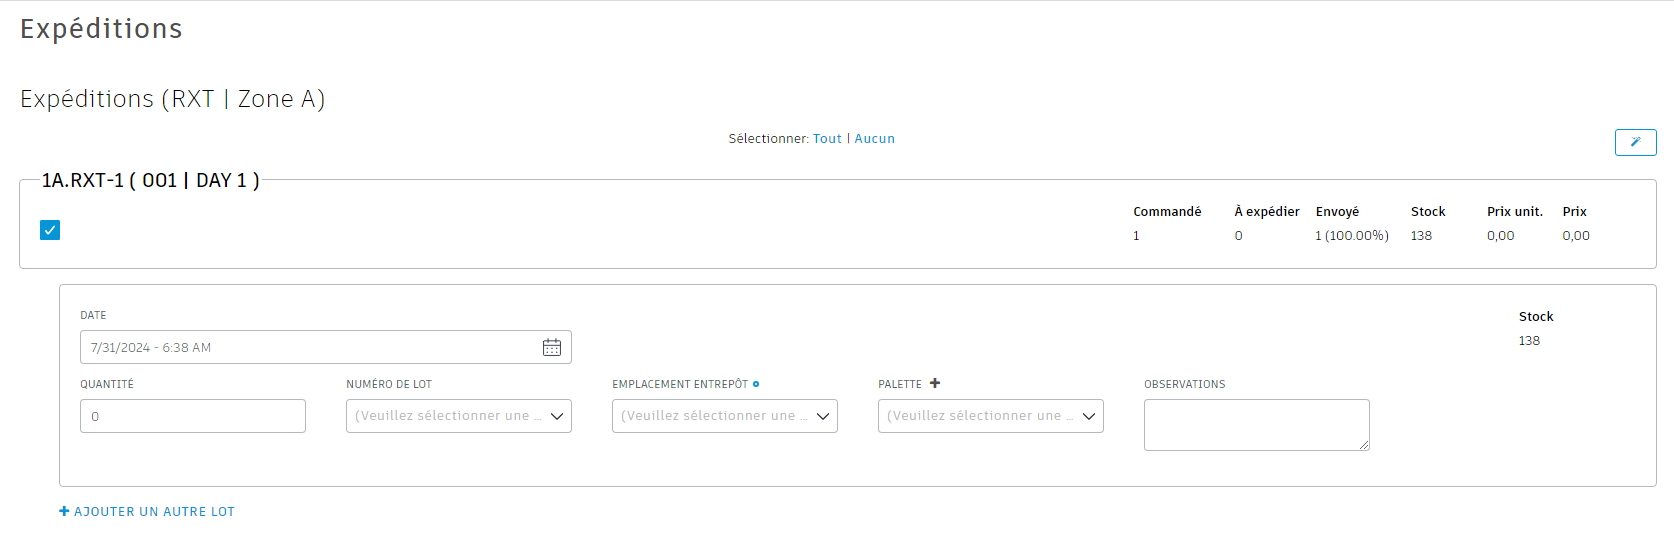 Expéditions
Expéditions (RXT | Zone A)
Sélectionner: Tout | Aucun
1A.RXT-1 ( 001 | DAY 1 )
Commandé À expédier Envoyé Stock Prix unit. Prix
1 0 1 (100.00%) 138 0,00 0,00
DATE
Stock
7/31/2024 - 6:38 AM
138
QUANTITÉ NUMÉRO DE LOT EMPLACEMENT ENTREPÔT PALETTE OBSERVATIONS
0 (Veuillez sélectionner une ... (Veuillez sélectionner une ... (Veuillez sélectionner une ...
+ AJOUTER UN AUTRE LOT